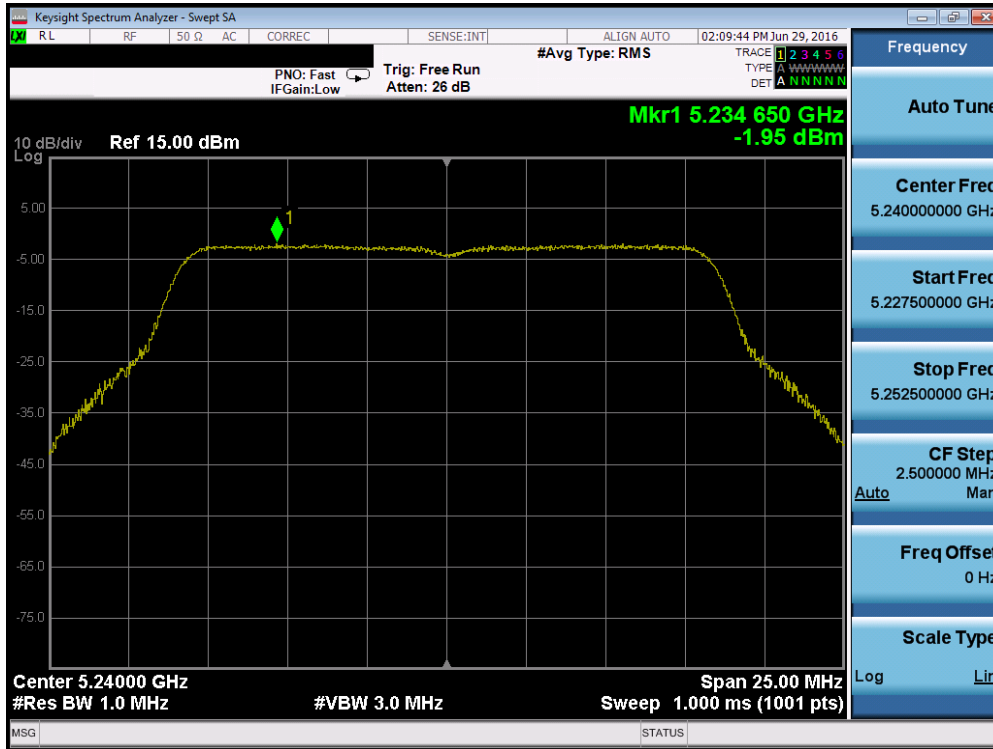 Keysight Spectrum Analyzer - Swept SA
LXI RL RF 50 Ω AC CORREC SENSE:INT ALIGN AUTO 02:09:44 PM Jun 29, 2016
#Avg Type: RMS
TRACE 1 2 3 4 5 6
TYPE A WWWWW
DET A N N N N N
PNO: Fast
IFGain:Low
Trig: Free Run
Atten: 26 dB
Mkr1 5.234 650 GHz
-1.95 dBm
10 dB/div Ref 15.00 dBm
Log
1
5.00
-5.00
-15.0
-25.0
-35.0
-45.0
-55.0
-65.0
-75.0
Center 5.24000 GHz Span 25.00 MHz
#Res BW 1.0 MHz #VBW 3.0 MHz Sweep 1.000 ms (1001 pts)
MSG STATUS
Frequency
Auto Tune
Center Freq
5.240000000 GHz
Start Freq
5.227500000 GHz
Stop Freq
5.252500000 GHz
CF Step
2.500000 MHz
Auto Man
Freq Offset
0 Hz
Scale Type
Log Lin